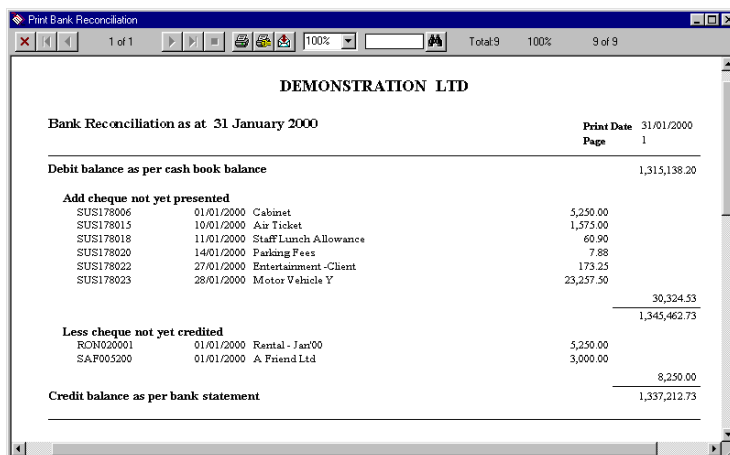 Print Bank Reconciliation
1 of 1 100% Total:9 100% 9 of 9
DEMONSTRATION LTD
Bank Reconciliation as at 31 January 2000
Print Date 31/01/2000
Page 1
Debit balance as per cash book balance 1,315,138.20
Add cheque not yet presented
SUS178006 01/01/2000 Cabinet 5,250.00
SUS178015 10/01/2000 Air Ticket 1,575.00
SUS178018 11/01/2000 Staff Lunch Allowance 60.90
SUS178020 14/01/2000 Parking Fees 7.88
SUS178022 27/01/2000 Entertainment -Client 173.25
SUS178023 28/01/2000 Motor Vehicle Y 23,257.50
30,324.53
1,345,462.73
Less cheque not yet credited
RON020001 01/01/2000 Rental - Jan'00 5,250.00
SAF005200 01/01/2000 A Friend Ltd 3,000.00
8,250.00
Credit balance as per bank statement 1,337,212.73